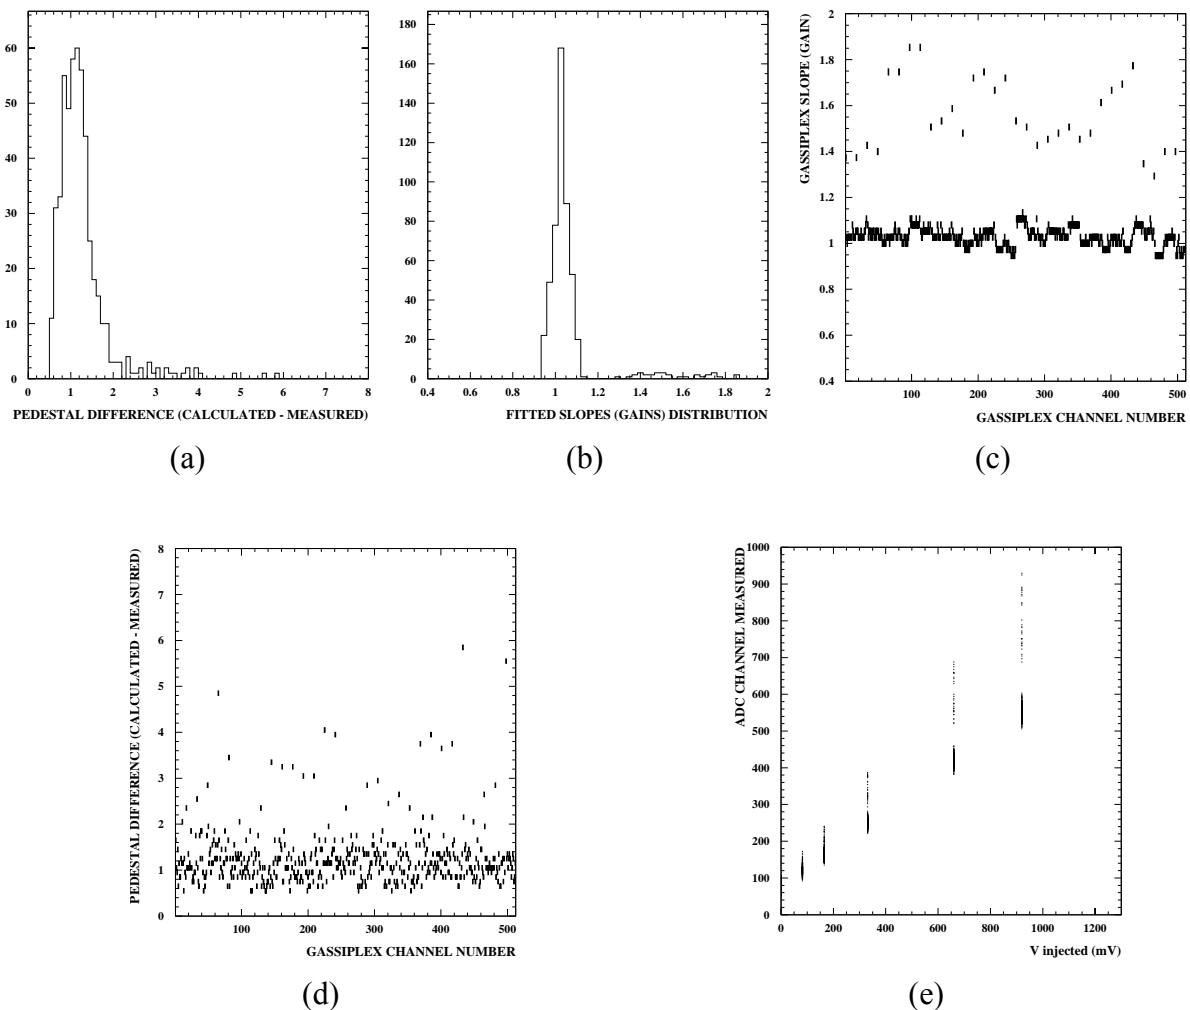 60
50
40
30
20
10
0
0 1 2 3 4 5 6 7 8
PEDESTAL DIFFERENCE (CALCULATED - MEASURED)
(a)
180
160
140
120
100
80
60
40
20
0
0.4 0.6 0.8 1 1.2 1.4 1.6 1.8 2
FITTED SLOPES (GAINS) DISTRIBUTION
(b)
GASSIPLEX SLOPE (GAIN)
2
1.8
1.6
1.4
1.2
1
0.8
0.6
0.4
100 200 300 400 500
GASSIPLEX CHANNEL NUMBER
(c)
PEDESTAL DIFFERENCE (CALCULATED - MEASURED)
8
7
6
5
4
3
2
1
0
100 200 300 400 500
GASSIPLEX CHANNEL NUMBER
(d)
ADC CHANNEL MEASURED
1000
900
800
700
600
500
400
300
200
100
0
0 200 400 600 800 1000 1200
V injected (mV)
(e)